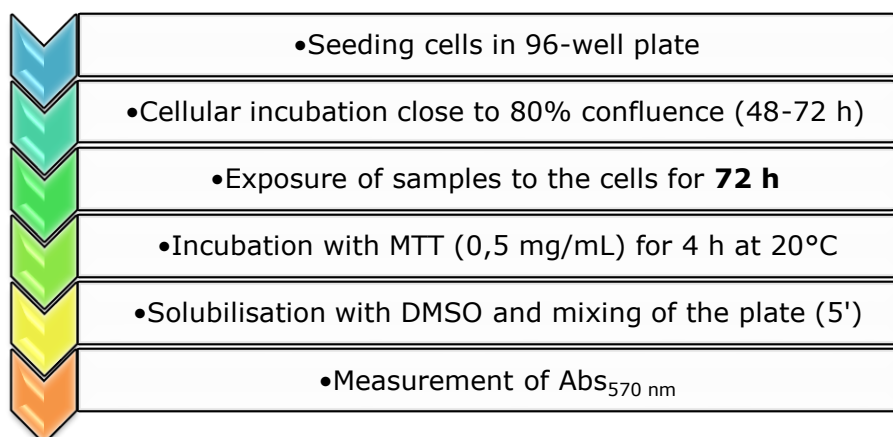 •Seeding cells in 96-well plate
•Cellular incubation close to 80% confluence (48-72 h)
•Exposure of samples to the cells for 72 h
•Incubation with MTT (0,5 mg/mL) for 4 h at 20°C
•Solubilisation with DMSO and mixing of the plate (5')
•Measurement of Abs570 nm